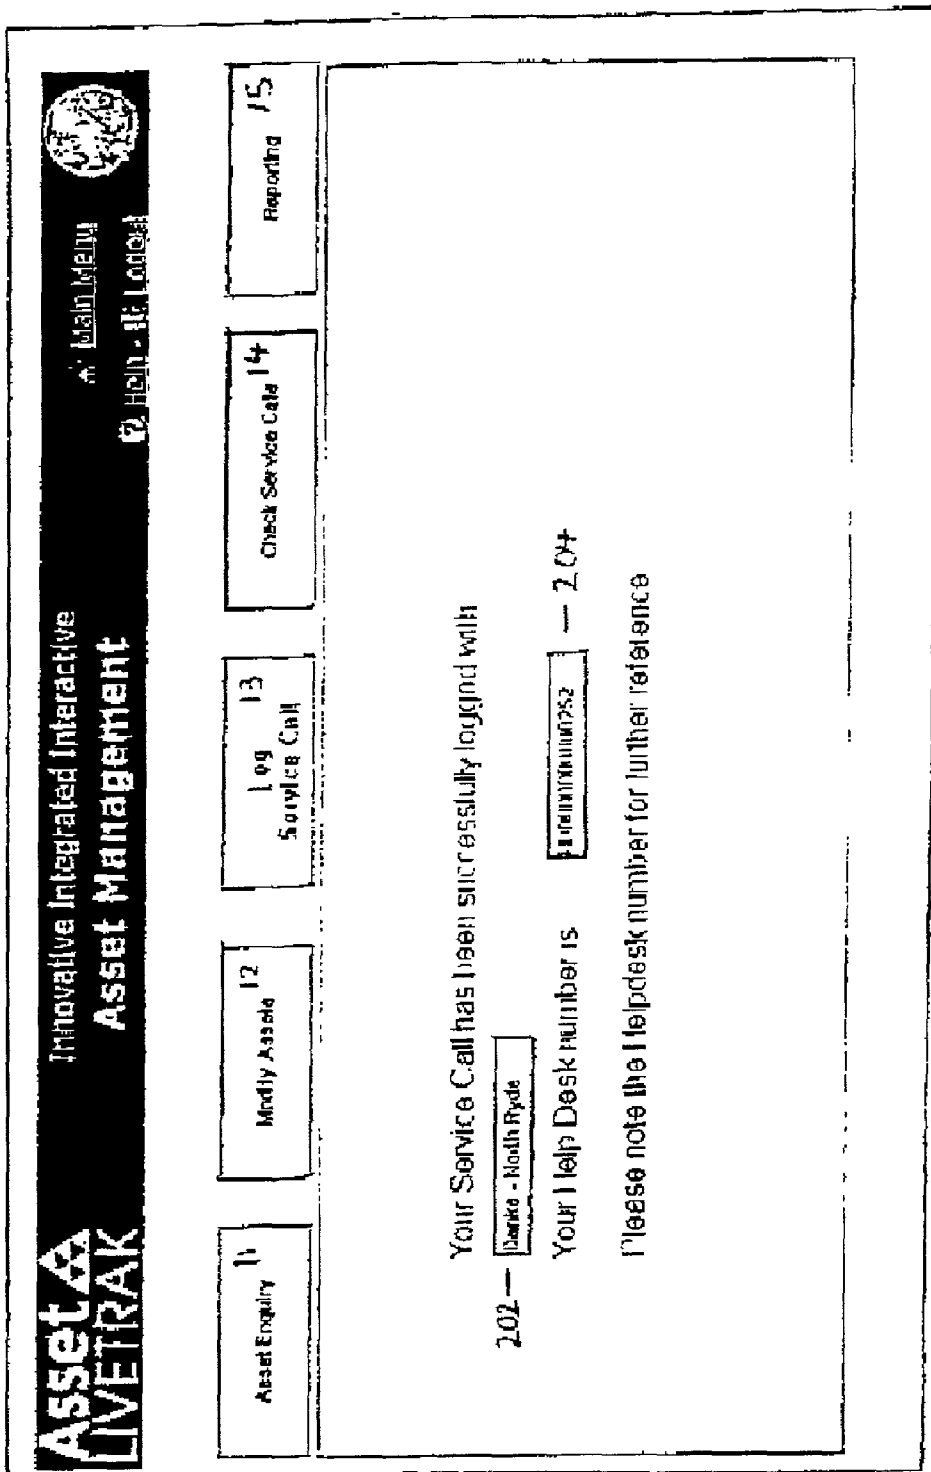 Asset
LIVETRAK
Innovative Integrated Interactive
Asset Management
Main Menu
Help - Logout
Asset Enquiry 11
Modify Assets 12
Log 13
Service Call
Check Service Calls 14
Reporting 15
Your Service Call has been successfully logged with
202 — Danka - North Ryde
Your Help Desk number is — 204
Please note the Helpdesk number for further reference